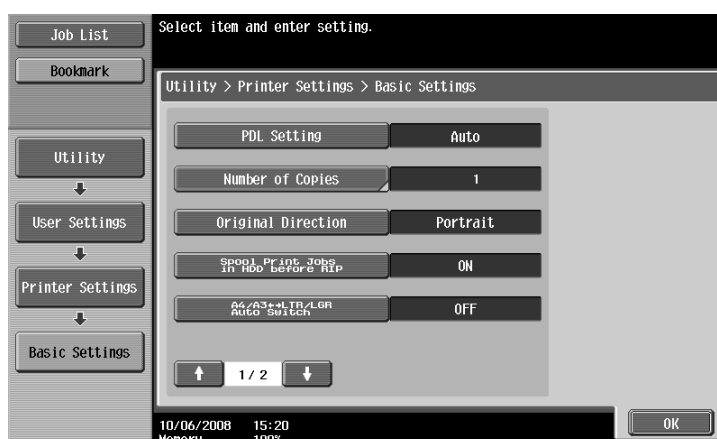 Job List
Bookmark
Select item and enter setting.
Utility > Printer Settings > Basic Settings
Utility
User Settings
Printer Settings
Basic Settings
PDL Setting Auto
Number of Copies 1
Original Direction Portrait
Spool Print Jobs
in HDD before RIP ON
A4/A3↔LTR/LGR
Auto Switch OFF
1/ 2
10/06/2008 15:20
Memory 100%
OK